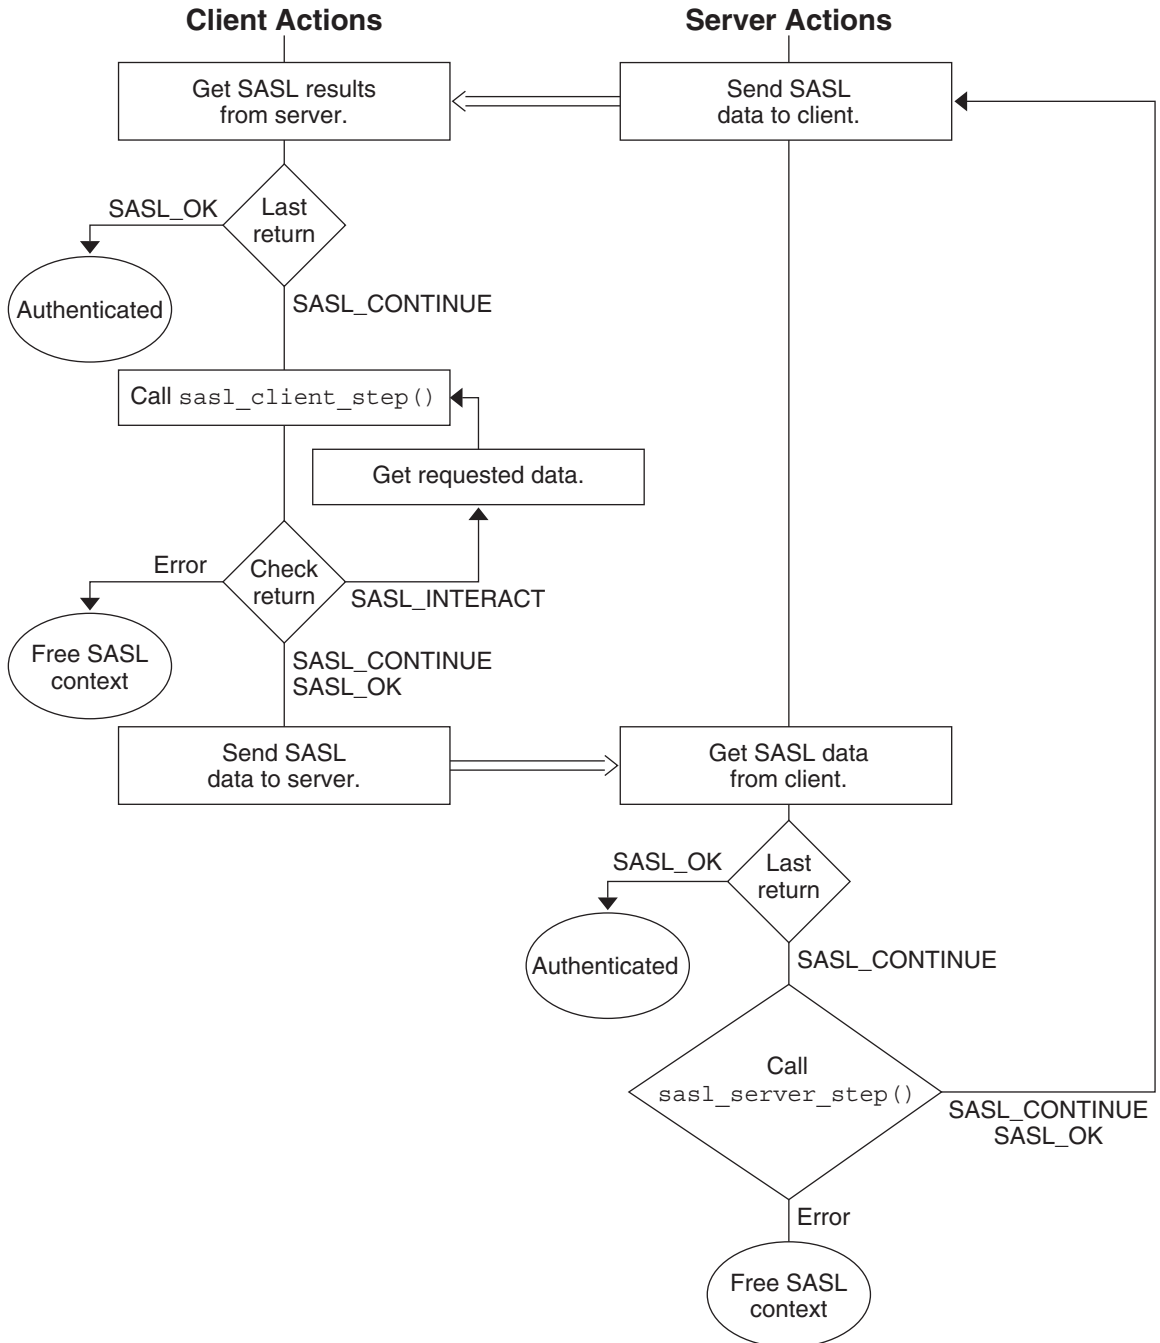 Client Actions
Server Actions
Get SASL results
from server.
Send SASL
data to client.
SASL_OK
Last
return
Authenticated
SASL_CONTINUE
Call sasl_client_step()
Get requested data.
Error
Check
return
SASL_INTERACT
Free SASL
context
SASL_CONTINUE
SASL_OK
Send SASL
data to server.
Get SASL data
from client.
SASL_OK
Last
return
Authenticated
SASL_CONTINUE
Call
sasl_server_step()
SASL_CONTINUE
SASL_OK
Error
Free SASL
context